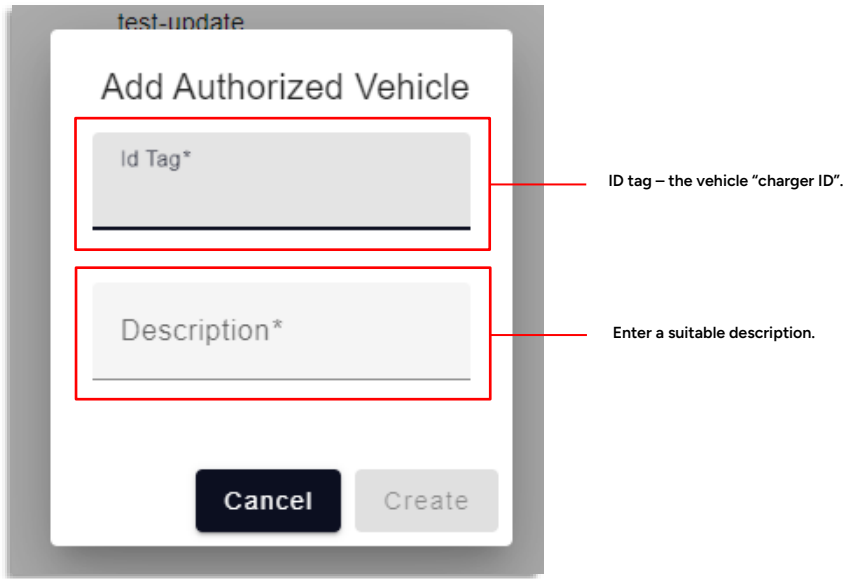 test-update
Add Authorized Vehicle
Id Tag*
ID tag – the vehicle “charger ID”.
Description*
Enter a suitable description.
Cancel
Create